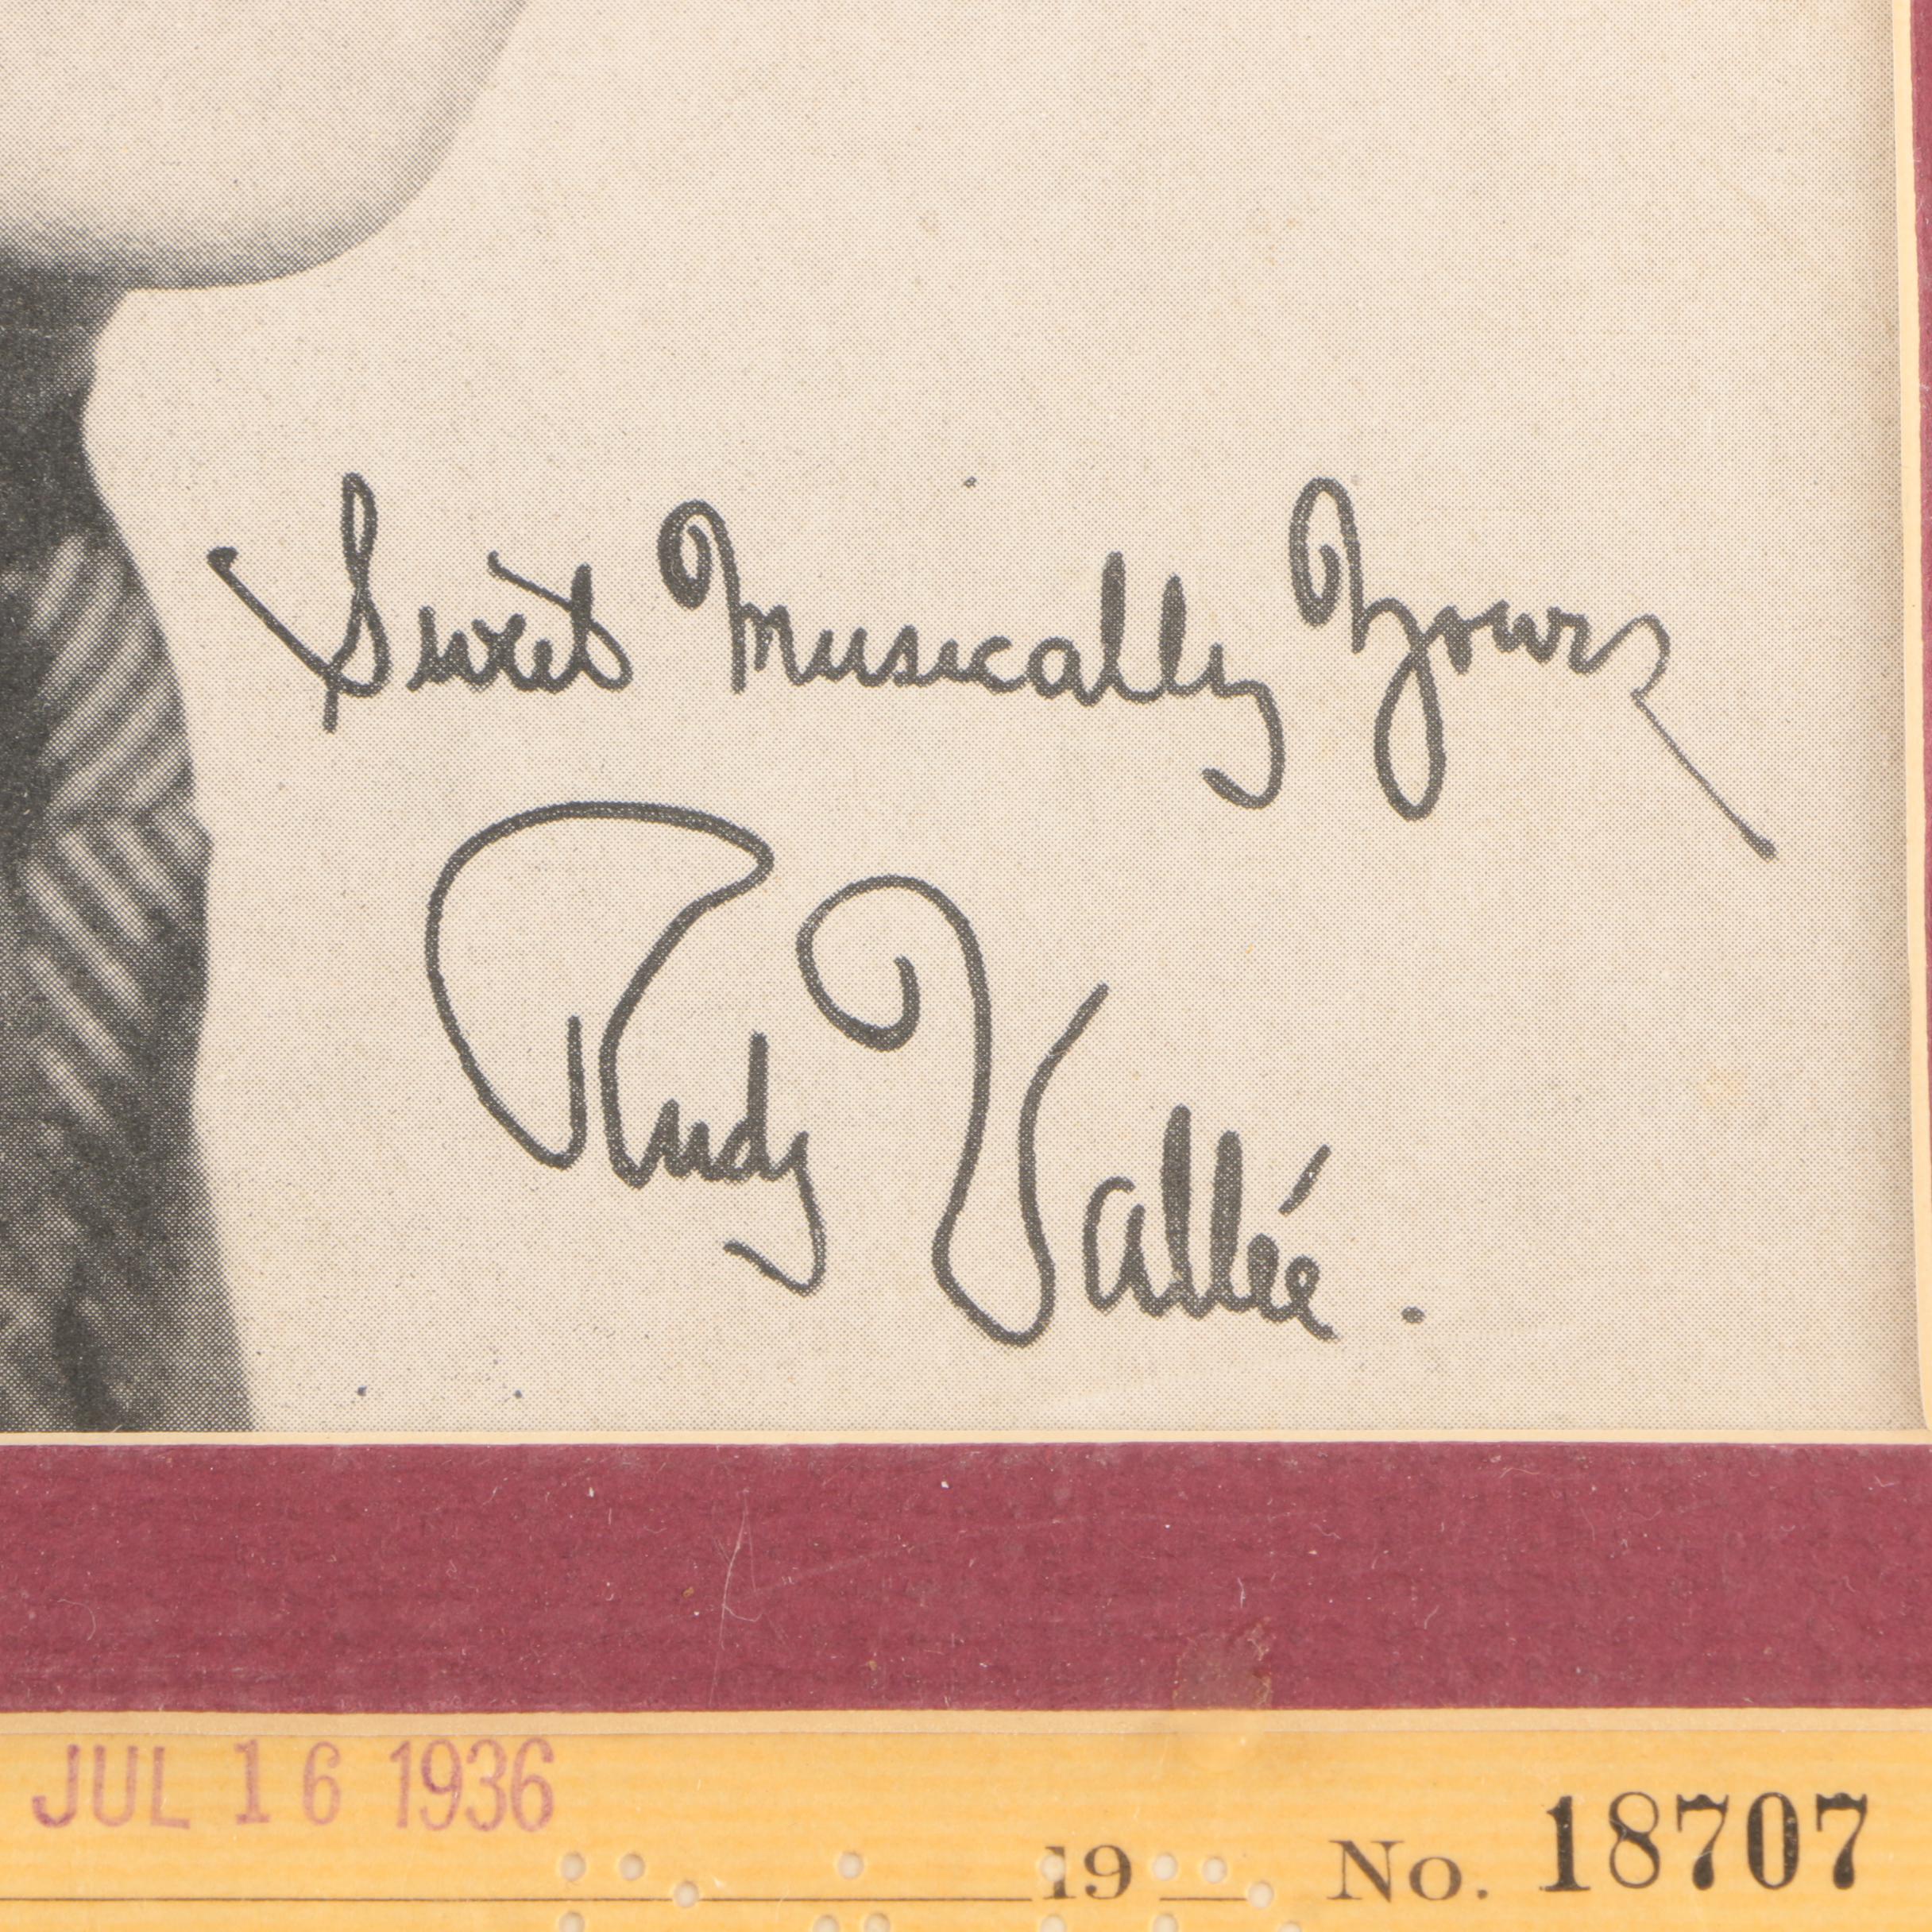 Sweet Musically Yours
Rudy Vallée.
JUL 16 1936
19 No. 18707